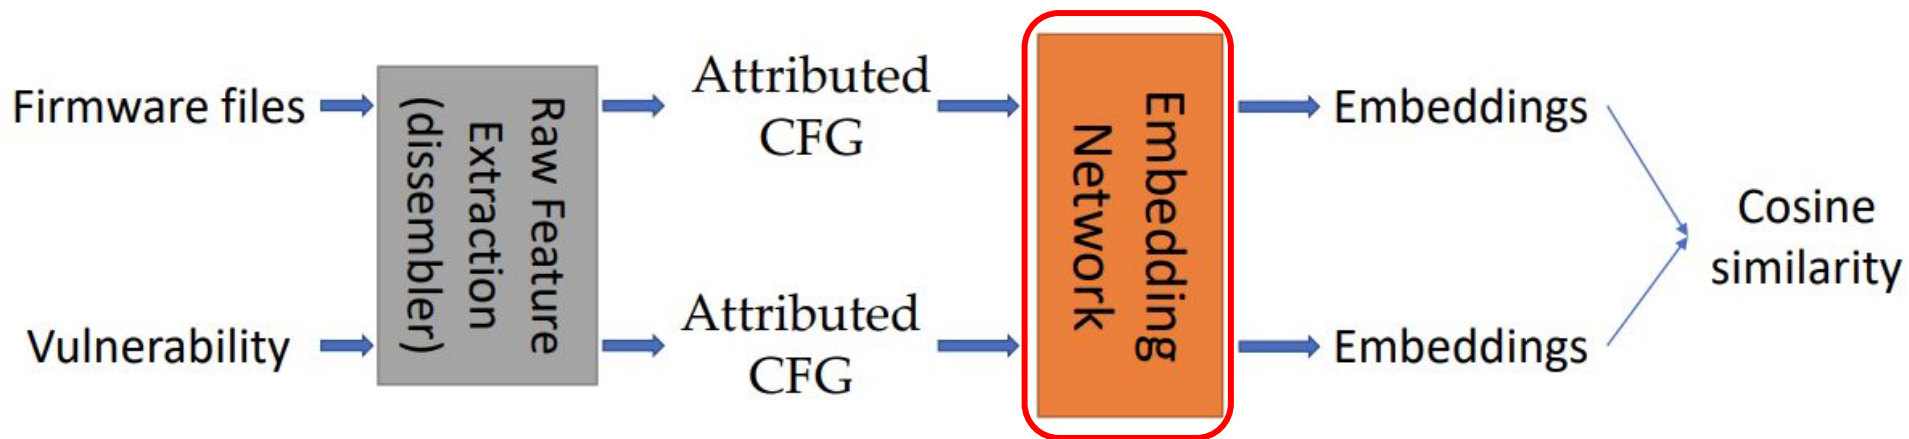 Firmware files
Raw Feature
Extraction
(dissembler)
Attributed
CFG
Embedding
Network
Embeddings
Cosine
similarity
Vulnerability
Attributed
CFG
Embeddings